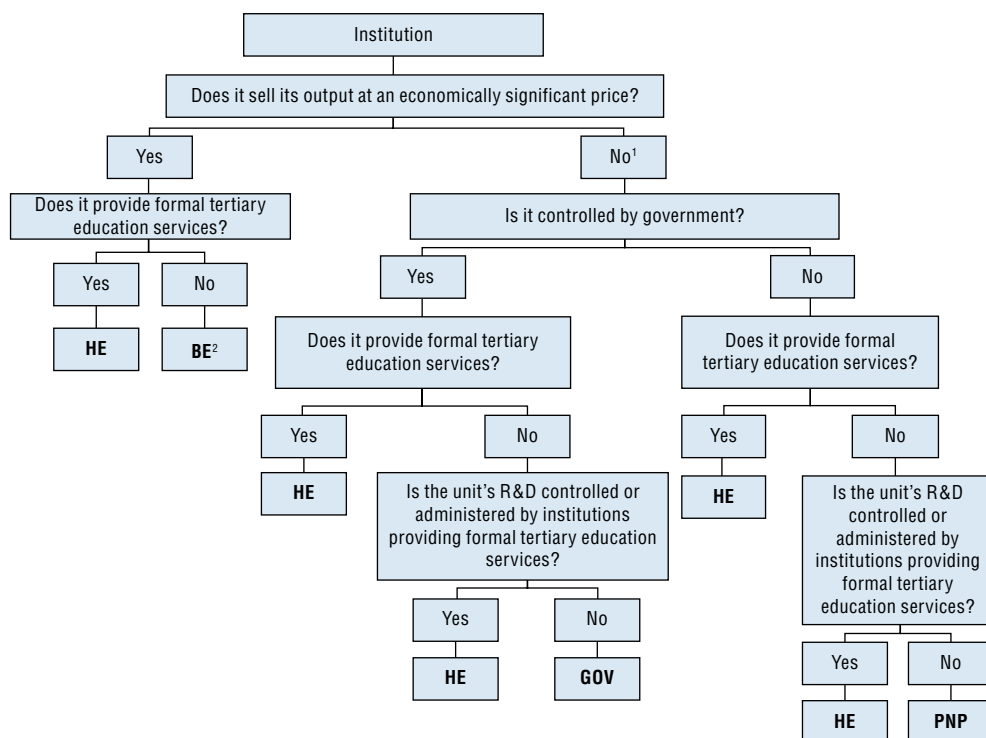 Institution
Does it sell its output at an economically significant price?
Yes
No¹
Does it provide formal tertiary
education services?
Is it controlled by government?
Yes
No
Yes
No
HE
BE²
Does it provide formal tertiary
education services?
Does it provide formal
tertiary education services?
Yes
No
Yes
No
HE
Is the unit's R&D controlled or
administered by institutions
providing formal tertiary education
services?
HE
Is the unit's R&D
controlled or
administered by
institutions providing
formal tertiary
education services?
Yes
No
HE
GOV
Yes
No
HE
PNP